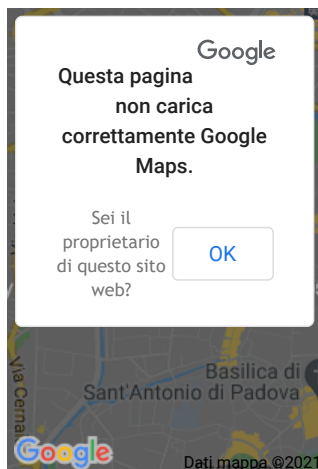 Google
Questa pagina
non carica
correttamente Google
Maps.
Sei il
proprietario
di questo sito
web?
OK
Via Cerna
Basilica di
Sant'Antonio di Padova
Google
Dati mappa ©2021